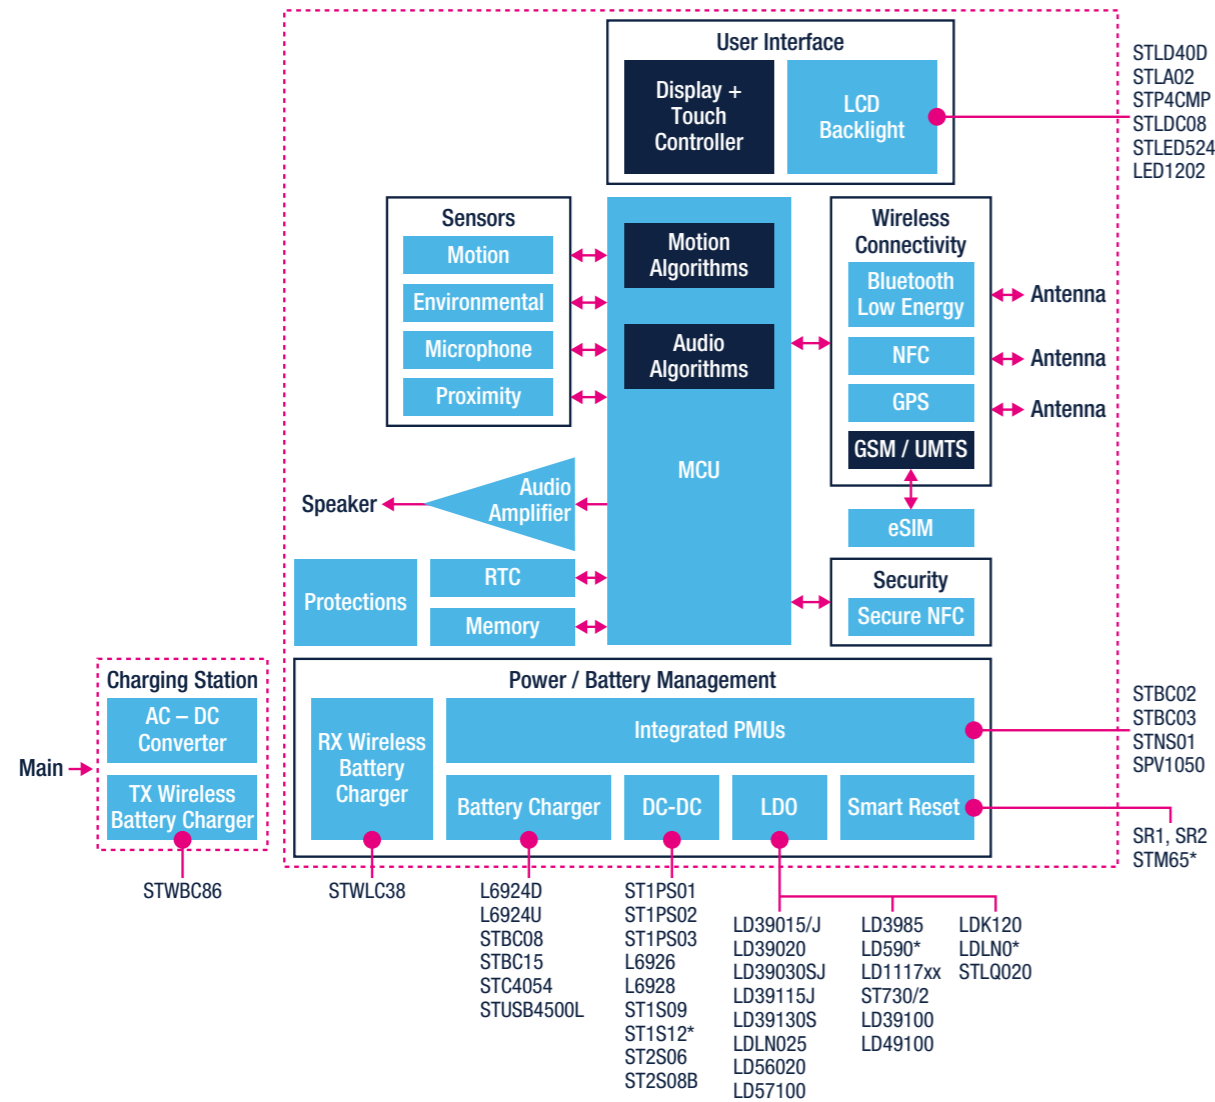 User Interface
Display +
Touch
Controller
LCD
Backlight
STLD40D
STLA02
STP4CMP
STLDC08
STLED524
LED1202
Sensors
Motion
Environmental
Microphone
Proximity
Motion
Algorithms
Audio
Algorithms
MCU
Wireless
Connectivity
Bluetooth
Low Energy
NFC
GPS
GSM / UMTS
Antenna
Antenna
Antenna
eSIM
Speaker
Audio
Amplifier
Protections
RTC
Memory
Security
Secure NFC
Main
Charging Station
AC – DC
Converter
TX Wireless
Battery Charger
STWBC86
Power / Battery Management
RX Wireless
Battery
Charger
Integrated PMUs
Battery Charger
DC-DC
LDO
Smart Reset
STBC02
STBC03
STNS01
SPV1050
SR1, SR2
STM65*
STWLC38
L6924D
L6924U
STBC08
STBC15
STC4054
STUSB4500L
ST1PS01
ST1PS02
ST1PS03
L6926
L6928
ST1S09
ST1S12*
ST2S06
ST2S08B
LD39015/J
LD39020
LD39030SJ
LD39115J
LD39130S
LDLN025
LD56020
LD57100
LD3985
LD590*
LD1117xx
ST730/2
LD39100
LD49100
LDK120
LDLN0*
STLQ020